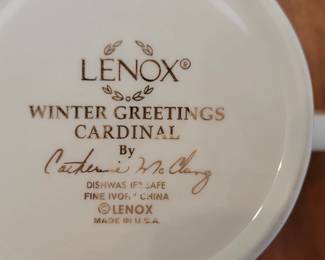 LENOX®
WINTER GREETINGS
CARDINAL
By
Catherine McClung
DISHWASHER SAFE
FINE IVORY CHINA
© LENOX
MADE IN U.S.A.